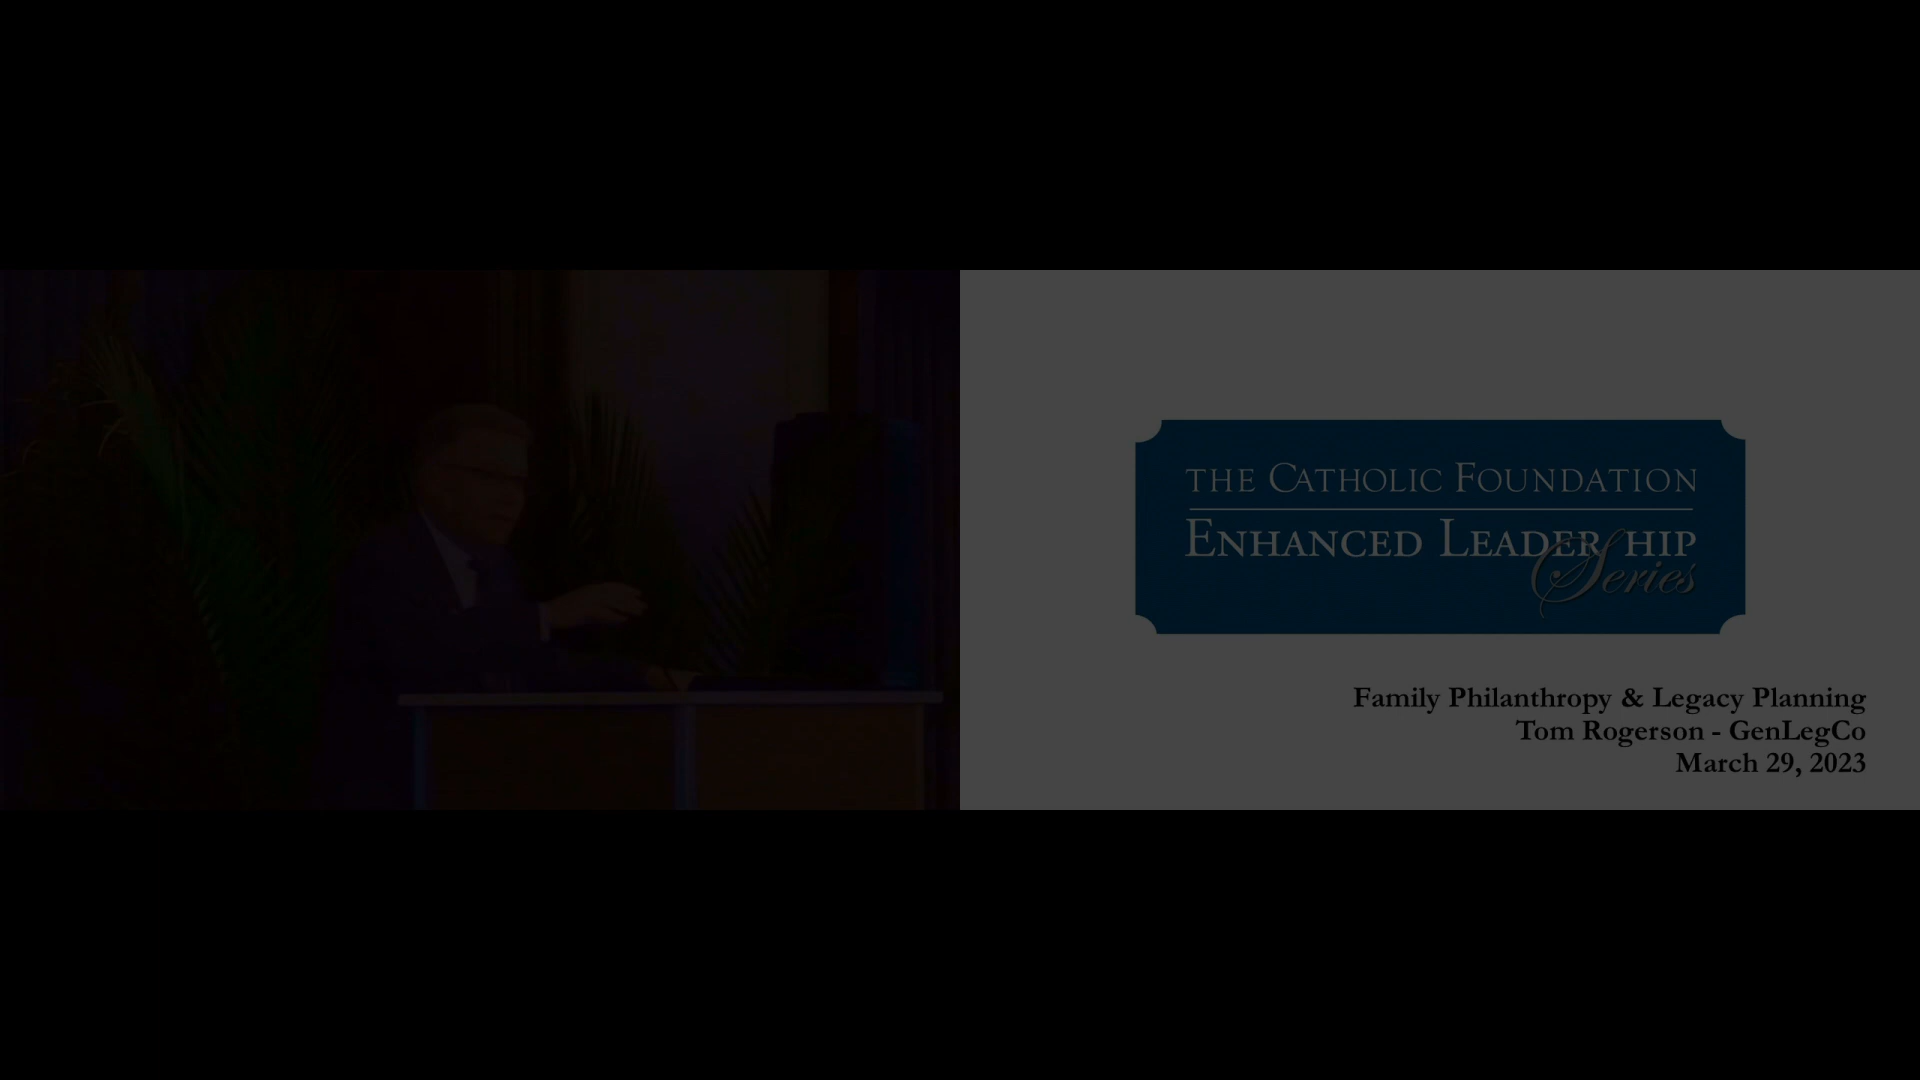 THE CATHOLIC FOUNDATION
ENHANCED LEADERSHIP
Series
Family Philanthropy & Legacy Planning
Tom Rogerson - GenLegCo
March 29, 2023